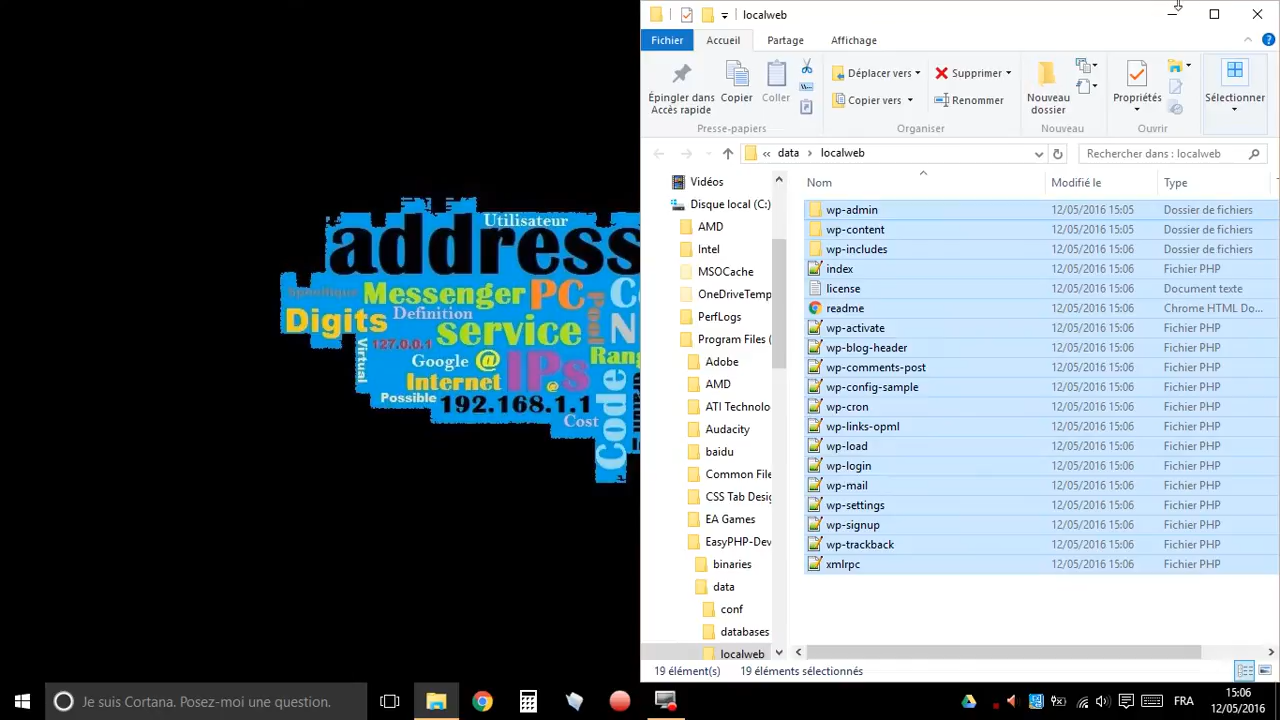 localweb
Fichier
Accueil
Partage
Affichage
Épingler dans
Accès rapide
Copier
Coller
Déplacer vers
Copier vers
Supprimer
Renommer
Nouveau
dossier
Propriétés
Sélectionner
Presse-papiers
Organiser
Nouveau
Ouvrir
« data › localweb
Rechercher dans : localweb
Nom
Modifié le
Type
Vidéos
Disque local (C:)
AMD
Intel
MSOCache
OneDriveTemp
PerfLogs
Program Files (
Adobe
AMD
ATI Technolo
Audacity
baidu
Common File
CSS Tab Desig
EA Games
EasyPHP-Dev
binaries
data
conf
databases
localweb
wp-admin 12/05/2016 15:05 Dossier de fichiers
wp-content 12/05/2016 15:05 Dossier de fichiers
wp-includes 12/05/2016 15:06 Dossier de fichiers
index 12/05/2016 15:06 Fichier PHP
license 12/05/2016 15:06 Document texte
readme 12/05/2016 15:06 Chrome HTML Do...
wp-activate 12/05/2016 15:06 Fichier PHP
wp-blog-header 12/05/2016 15:06 Fichier PHP
wp-comments-post 12/05/2016 15:06 Fichier PHP
wp-config-sample 12/05/2016 15:06 Fichier PHP
wp-cron 12/05/2016 15:06 Fichier PHP
wp-links-opml 12/05/2016 15:06 Fichier PHP
wp-load 12/05/2016 15:06 Fichier PHP
wp-login 12/05/2016 15:06 Fichier PHP
wp-mail 12/05/2016 15:06 Fichier PHP
wp-settings 12/05/2016 15:06 Fichier PHP
wp-signup 12/05/2016 15:06 Fichier PHP
wp-trackback 12/05/2016 15:06 Fichier PHP
xmlrpc 12/05/2016 15:06 Fichier PHP
19 élément(s) 19 éléments sélectionnés
Utilisateur
address
Spécifique
Messenger
PC
Digits
Definition
service
127.0.0.1
Virtual
Google @
IPs
Rang
Internet
@
Possible
192.168.1.1
Cost
Code
Je suis Cortana. Posez-moi une question.
FRA
15:06
12/05/2016